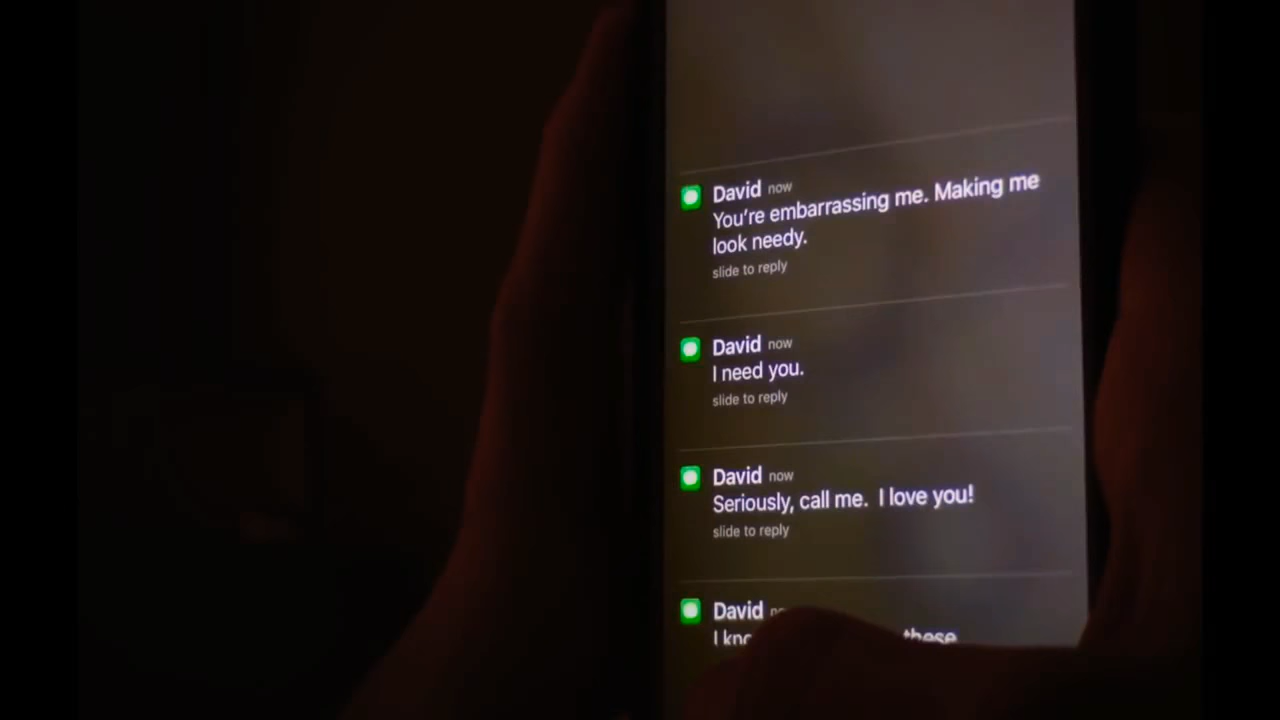 David now
You're embarrassing me. Making me
look needy.
slide to reply
David now
I need you.
slide to reply
David now
Seriously, call me.  I love you!
slide to reply
David
these